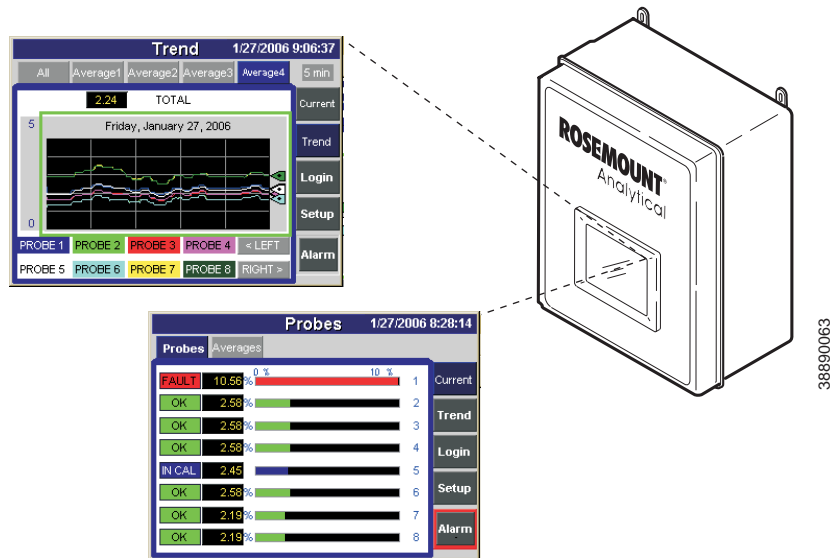 Trend 1/27/2006 9:06:37
All Average1 Average2 Average3 Average4 5 min
2.24 TOTAL
Current
5 Friday, January 27, 2006
Trend
Login
Setup
0
PROBE 1 PROBE 2 PROBE 3 PROBE 4 < LEFT
Alarm
PROBE 5 PROBE 6 PROBE 7 PROBE 8 RIGHT >
ROSEMOUNT®
Analytical
38890063
Probes 1/27/2006 8:28:14
Probes Averages
0 % 10 %
FAULT 10.56 % 1 Current
OK 2.58 % 2
Trend
OK 2.58 % 3
OK 2.58 % 4
Login
IN CAL 2.45 5
Setup
OK 2.58 % 6
OK 2.19 % 7
Alarm
OK 2.19 % 8